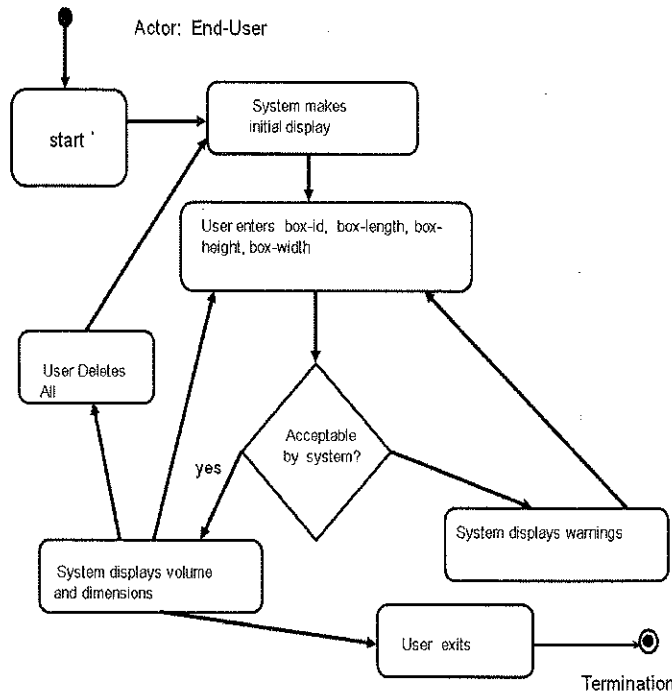 Actor: End-User
start
System makes
initial display
User enters box-id, box-length, box-
height, box-width
User Deletes
All
Acceptable
by system?
yes
System displays warnings
System displays volume
and dimensions
User exits
Termination